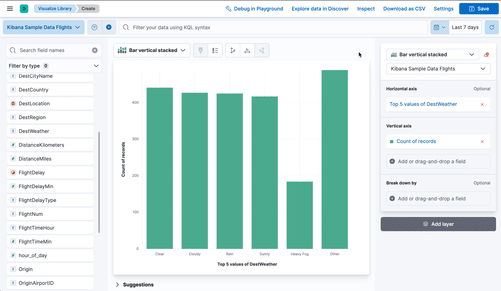 D
Visualize Library
Create
Debug in Playground
Explore data in Discover
Inspect
Download as CSV
Settings
Save
Kibana Sample Data Flights
Filter your data using KQL syntax
Last 7 days
Search field names
Filter by type 0
DestCityName
DestCountry
DestLocation
DestRegion
DestWeather
DistanceKilometers
DistanceMiles
FlightDelay
FlightDelayMin
FlightDelayType
FlightNum
FlightTimeHour
FlightTimeMin
hour_of_day
Origin
OriginAirportID
Bar vertical stacked
400
300
200
100
0
Count of records
Clear
Cloudy
Rain
Sunny
Heavy Fog
Other
Top 5 values of DestWeather
Suggestions
Bar vertical stacked
Kibana Sample Data Flights
Horizontal axis
Optional
Top 5 values of DestWeather
Vertical axis
Count of records
Add or drag-and-drop a field
Break down by
Optional
Add or drag-and-drop a field
Add layer